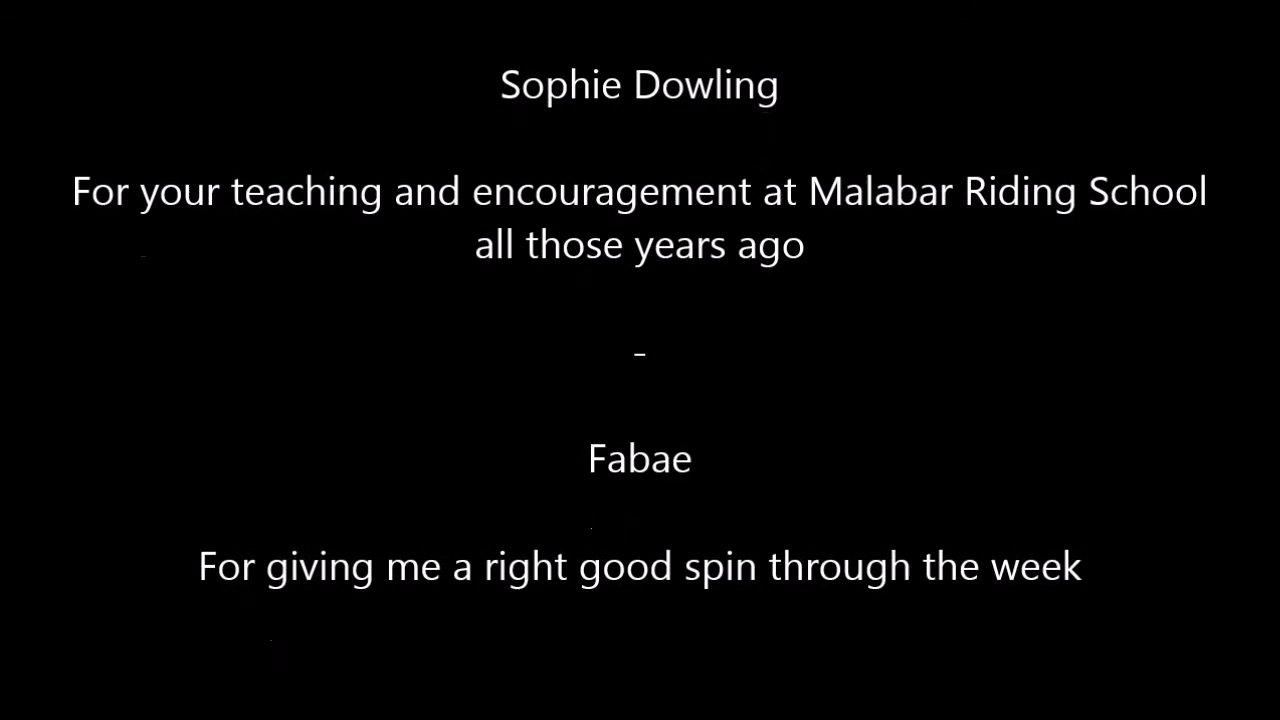 Sophie Dowling
For your teaching and encouragement at Malabar Riding School
all those years ago
-
Fabae
For giving me a right good spin through the week